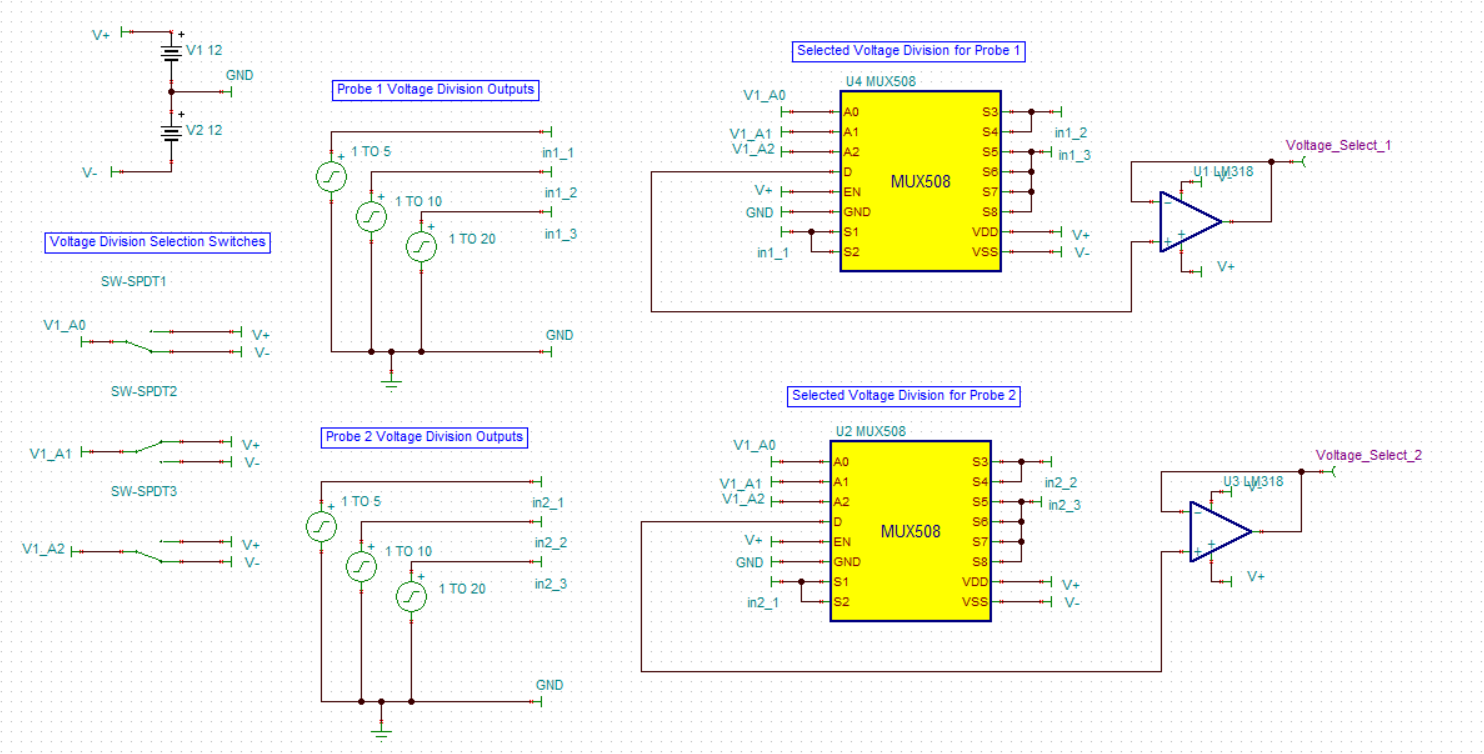 V+
+
V1 12
GND
+
V2 12
V-
Voltage Division Selection Switches
SW-SPDT1
V1_A0
V+
V-
SW-SPDT2
V1_A1
V+
V-
SW-SPDT3
V1_A2
V+
V-
Probe 1 Voltage Division Outputs
+
1 TO 5
in1_1
+
1 TO 10
in1_2
+
1 TO 20
in1_3
GND
Probe 2 Voltage Division Outputs
+
1 TO 5
in2_1
+
1 TO 10
in2_2
+
1 TO 20
in2_3
GND
Selected Voltage Division for Probe 1
U4 MUX508
V1_A0
V1_A1
V1_A2
V+
GND
in1_1
A0
A1
A2
D
EN
GND
S1
S2
MUX508
S3
S4
S5
S6
S7
S8
VDD
VSS
in1_2
in1_3
V+
V-
Voltage_Select_1
U1 LM318
V-
-
+
+
V+
Selected Voltage Division for Probe 2
U2 MUX508
V1_A0
V1_A1
V1_A2
V+
GND
in2_1
A0
A1
A2
D
EN
GND
S1
S2
MUX508
S3
S4
S5
S6
S7
S8
VDD
VSS
in2_2
in2_3
V+
V-
Voltage_Select_2
U3 LM318
V-
-
+
+
V+